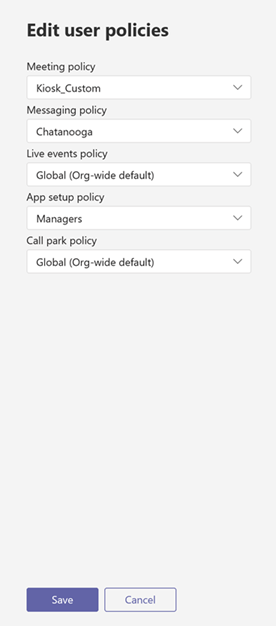 Edit user policies
Meeting policy
Kiosk_Custom
Messaging policy
Chatanooga
Live events policy
Global (Org-wide default)
App setup policy
Managers
Call park policy
Global (Org-wide default)
Save
Cancel